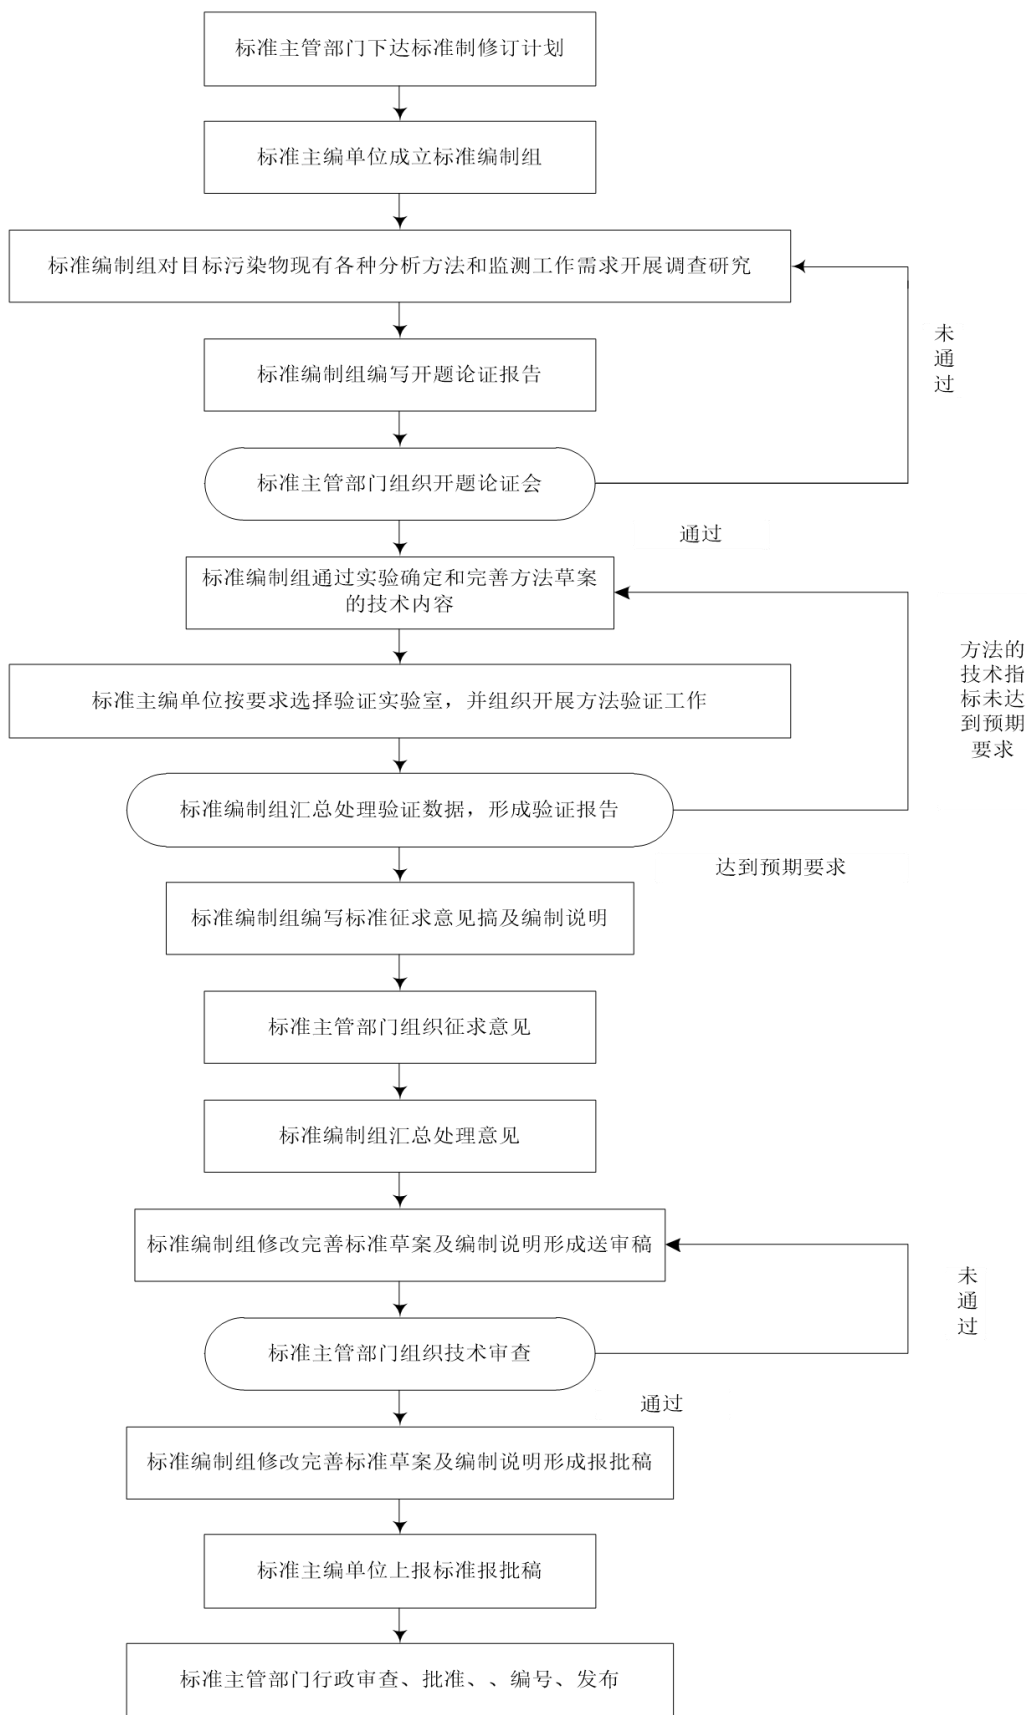 标准主管部门下达标准制修订计划
标准主编单位成立标准编制组
标准编制组对目标污染物现有各种分析方法和监测工作需求开展调查研究
未
通
过
标准编制组编写开题论证报告
标准主管部门组织开题论证会
通过
标准编制组通过实验确定和完善方法草案
的技术内容
方法的
技术指
标未达
到预期
要求
标准主编单位按要求选择验证实验室，并组织开展方法验证工作
标准编制组汇总处理验证数据，形成验证报告
达到预期要求
标准编制组编写标准征求意见搞及编制说明
标准主管部门组织征求意见
标准编制组汇总处理意见
标准编制组修改完善标准草案及编制说明形成送审稿
未
通
过
标准主管部门组织技术审查
通过
标准编制组修改完善标准草案及编制说明形成报批稿
标准主编单位上报标准报批稿
标准主管部门行政审查、批准、、编号、发布